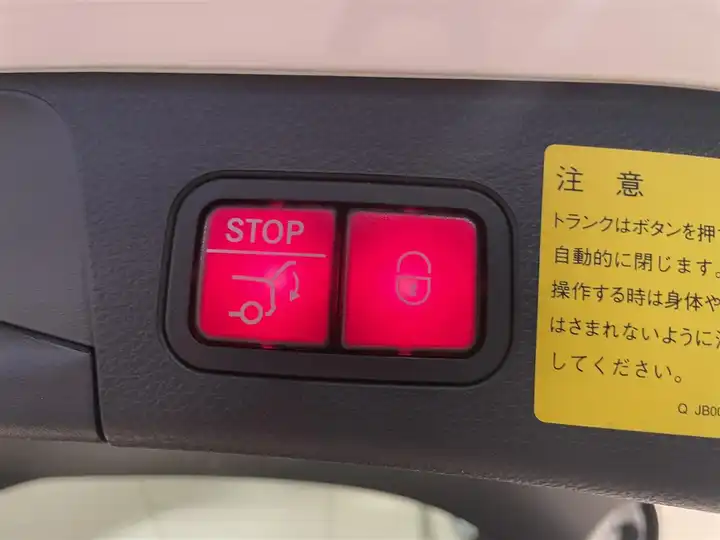 STOP
注 意
トランクはボタンを押
自動的に閉じます。
操作する時は身体や
はさまれないように
してください。
Q JB00